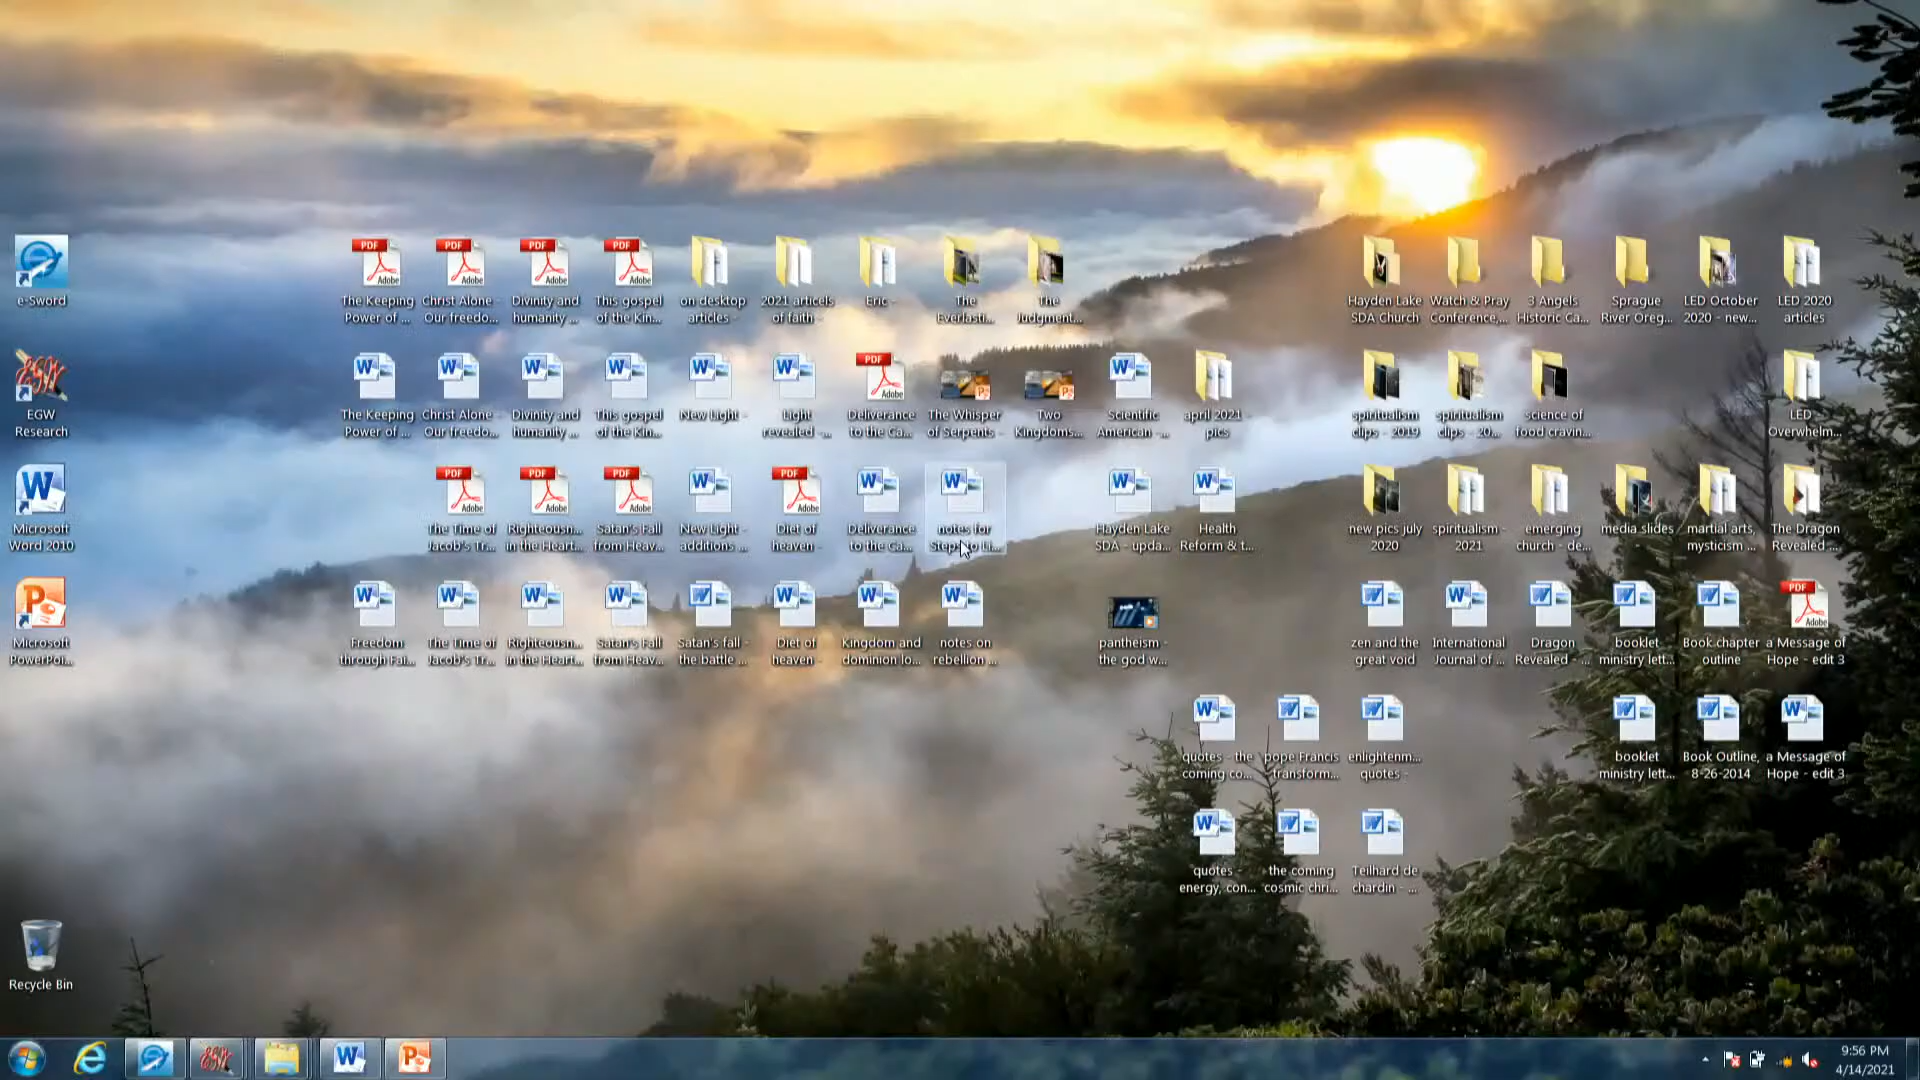 e-Sword
The Keeping
Power of ...
Christ Alone -
Our freedo...
Divinity and
humanity ...
This gospel
of the Kin...
on desktop
articles -
2021 articels
of faith -
Eric -
The
Everlasti...
The
Judgment...
Hayden Lake
SDA Church
Watch & Pray
Conference,...
3 Angels
Historic Ca...
Sprague
River Oreg...
LED October
2020 - new...
LED 2020
articles
EGW
Research
The Keeping
Power of ...
Christ Alone -
Our freedo...
Divinity and
humanity ...
This gospel
of the Kin...
New Light -
Light
revealed -...
Deliverance
to the Ca...
The Whisper
of Serpents -
Two
Kingdoms...
Scientific
American -...
april 2021 -
pics
spiritualism
clips - 2019
spiritualism
clips - 20...
science of
food cravin...
LED
Overwhelm...
Microsoft
Word 2010
The Time of
Jacob's Tr...
Righteousn...
in the Heart...
Satan's Fall
from Heav...
New Light -
additions -
Diet of
heaven -
Deliverance
to the Ca...
notes for
Steps to Li...
Hayden Lake
SDA - upda...
Health
Reform & t...
new pics july
2020
spiritualism -
2021
emerging
church - de...
media slides
martial arts,
mysticism ...
The Dragon
Revealed ...
Microsoft
PowerPoi...
Freedom
through Fai...
The Time of
Jacob's Tr...
Righteousn...
in the Heart...
Satan's Fall
from Heav...
Satan's fall -
the battle ...
Diet of
heaven -
Kingdom and
dominion lo...
notes on
rebellion ...
pantheism -
the god w...
zen and the
great void
International
Journal of ...
Dragon
Revealed - ...
booklet
ministry lett...
Book chapter
outline
a Message of
Hope - edit 3
quotes - the
coming co...
pope Francis
transform...
enlightenm...
quotes -
booklet
ministry lett...
Book Outline,
8-26-2014
a Message of
Hope - edit 3
quotes -
energy, con...
the coming
cosmic chri...
Teilhard de
chardin - ...
Recycle Bin
9:56 PM
4/14/2021